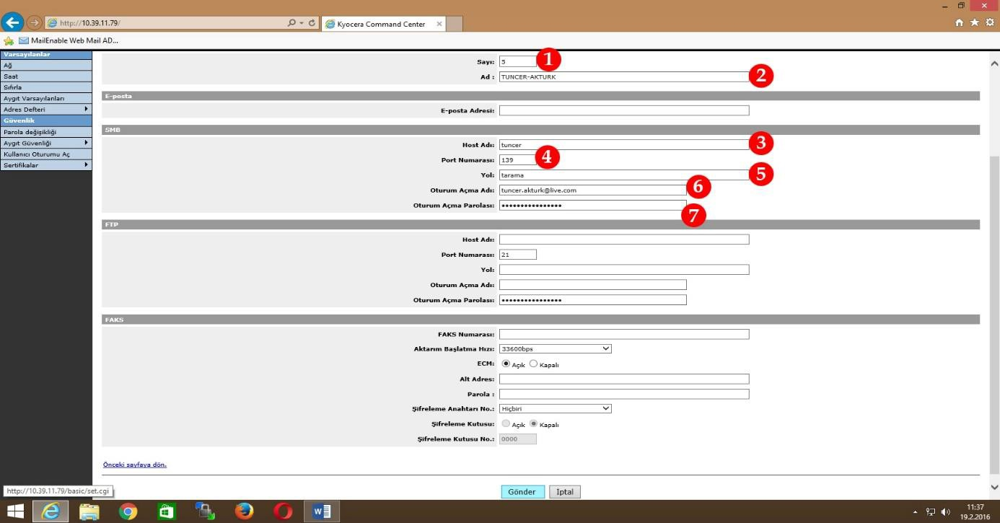 http://10.39.11.79/
Kyocera Command Center
MailEnable Web Mail AD...
Varsayılanlar
Ağ
Saat
Sıfırla
Aygıt Varsayılanları
Adres Defteri
Güvenlik
Parola değişikliği
Aygıt Güvenliği
Kullanıcı Oturumu Aç
Sertifikalar
Sayı: 5 1
Ad : TUNCER-AKTURK 2
E-posta
E-posta Adresi:
SMB
Host Adı: tuncer 3
Port Numarası: 139 4
Yol: tarama 5
Oturum Açma Adı: tuncer.akturk@live.com 6
Oturum Açma Parolası: •••••••••••••••• 7
FTP
Host Adı:
Port Numarası: 21
Yol:
Oturum Açma Adı:
Oturum Açma Parolası: ••••••••••••••••
FAKS
FAKS Numarası:
Aktarım Başlatma Hızı: 33600bps
ECM: Açık Kapalı
Alt Adres:
Parola :
Şifreleme Anahtarı No.: Hiçbiri
Şifreleme Kutusu: Açık Kapalı
Şifreleme Kutusu No.: 0000
Önceki sayfaya dön.
http://10.39.11.79/basic/set.cgi
Gönder İptal
11:37
19.2.2016